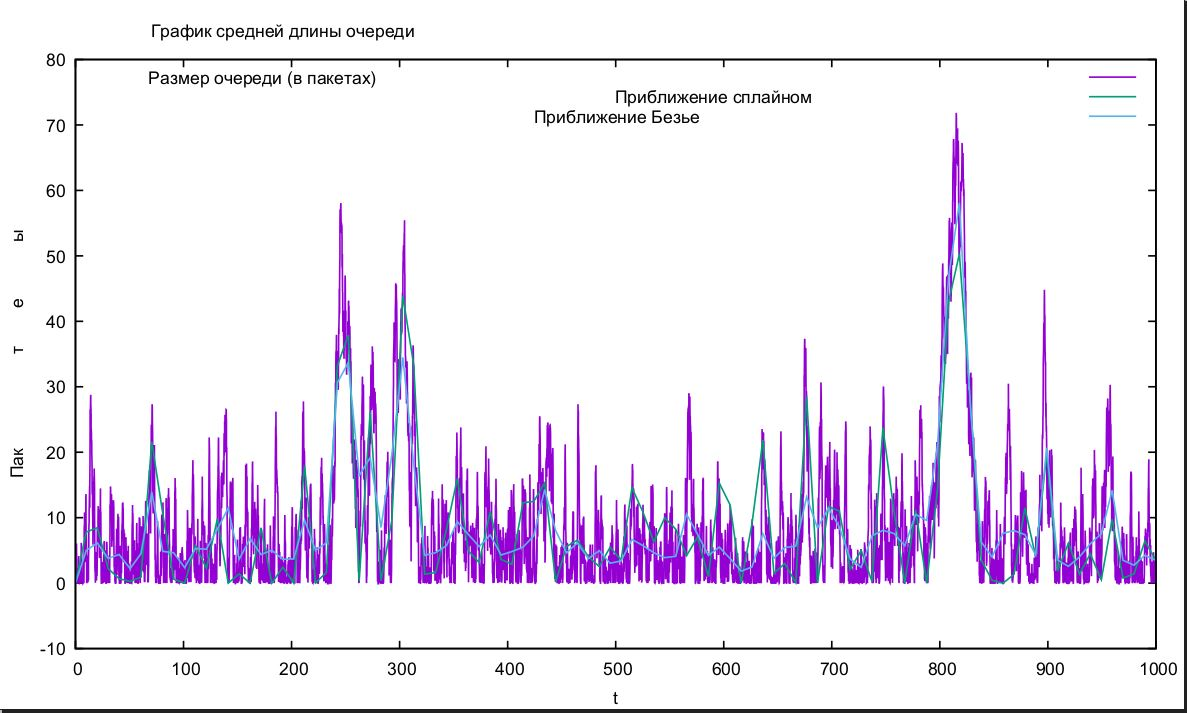 График средней длины очереди
80
Размер очереди (в пакетах)
Приближение сплайном
Приближение Безье
70
60
50
40
30
20
10
0
-10
Пак т е ы
0 100 200 300 400 500 600 700 800 900 1000
t